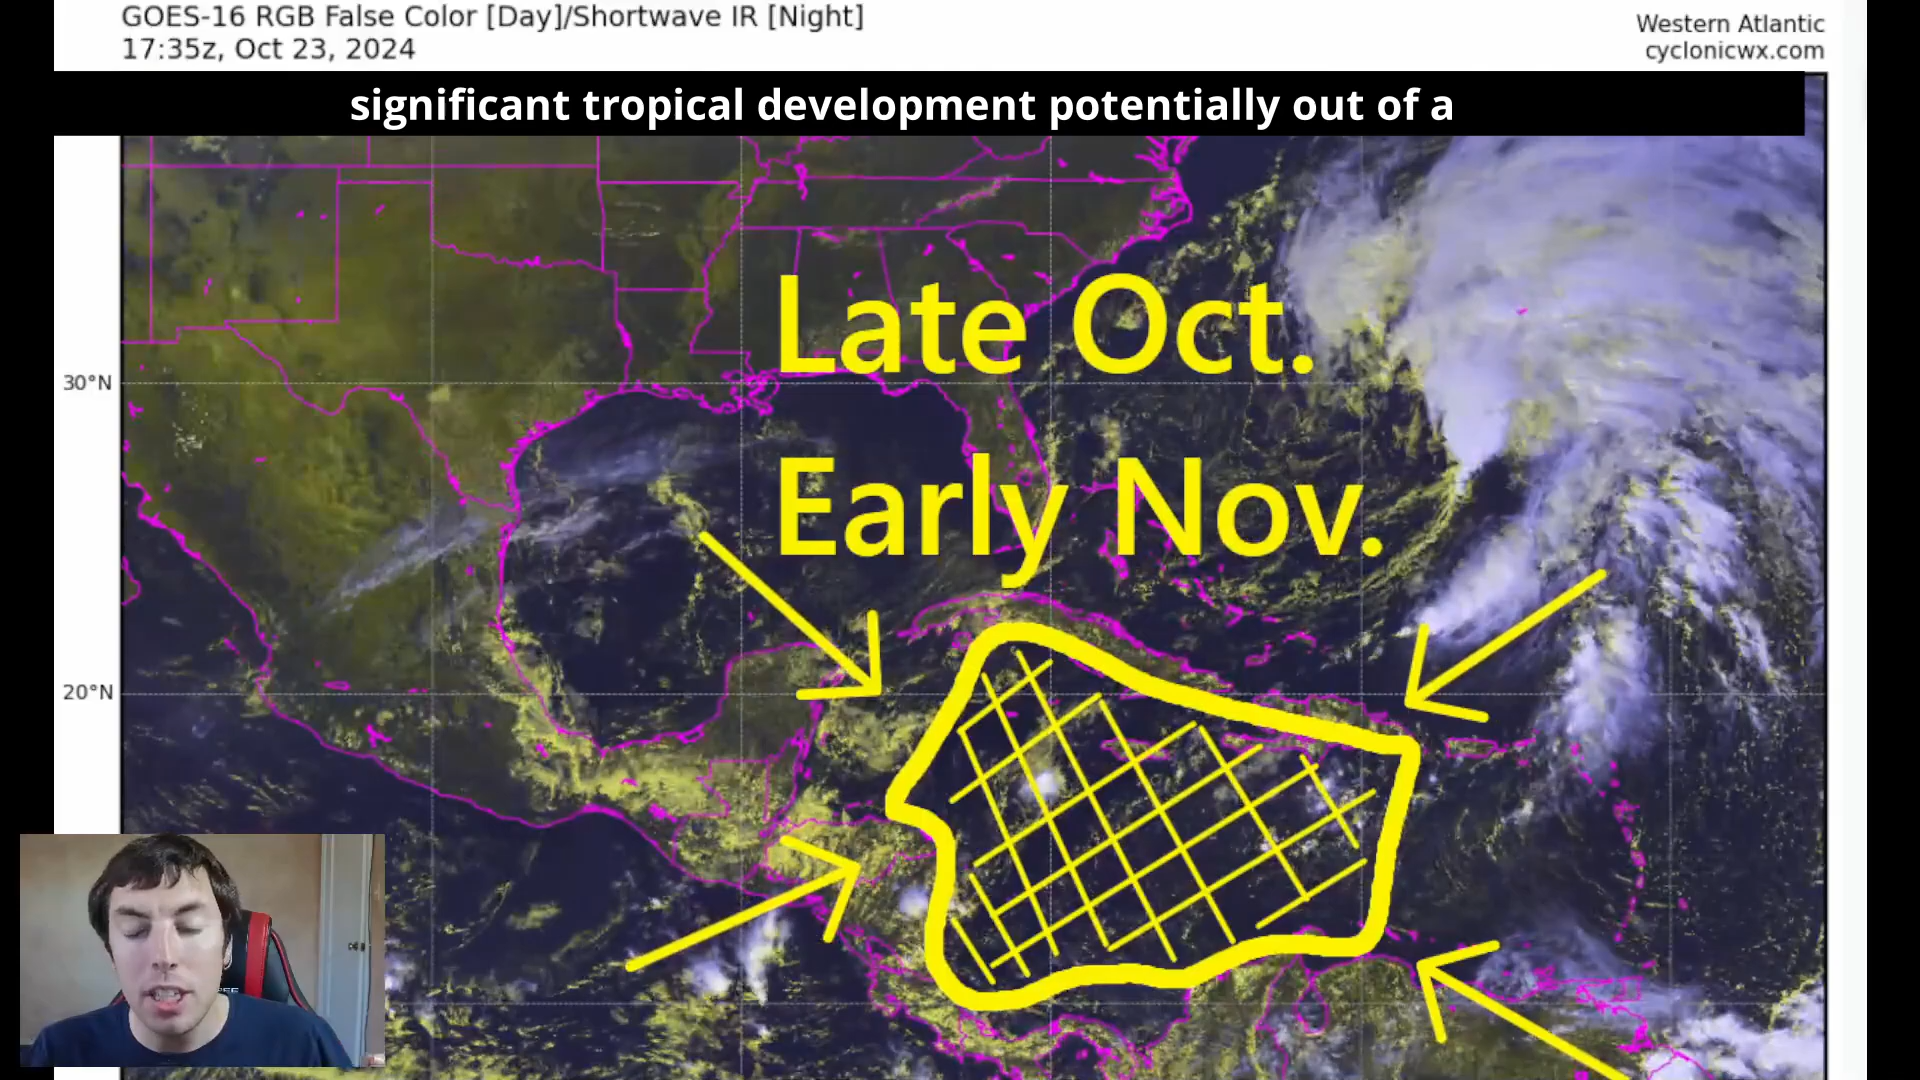 GOES-16 RGB False Color [Day]/Shortwave IR [Night]
17:35z, Oct 23, 2024
Western Atlantic
cyclonicwx.com
significant tropical development potentially out of a
Late Oct.
30°N
Early Nov.
20°N